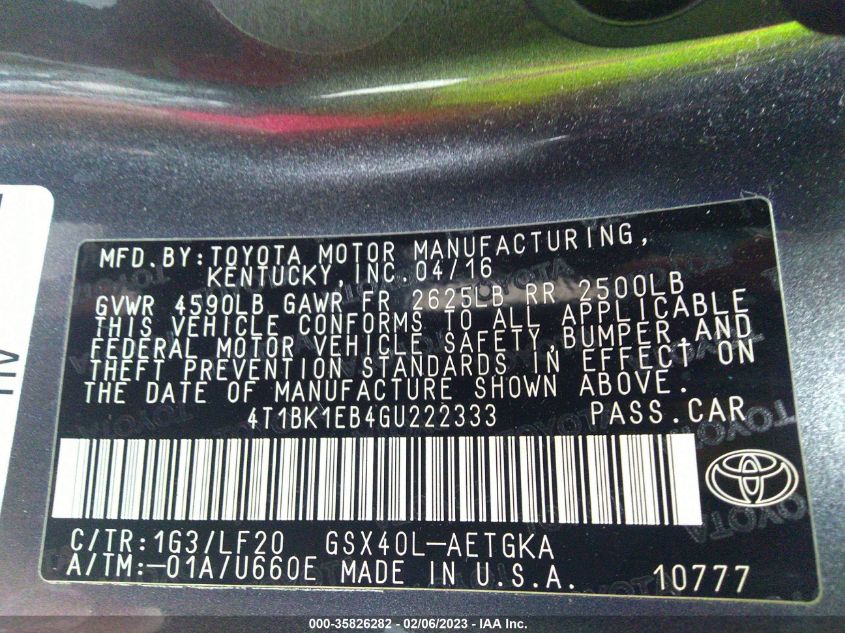 MFD.BY:TOYOTA MOTOR MANUFACTURING,
KENTUCKY,INC.04/16
GVWR 4590LB GAWR FR 2625LB RR 2500LB
THIS VEHICLE CONFORMS TO ALL APPLICABLE
FEDERAL MOTOR VEHICLE SAFETY,BUMPER,AND
THEFT PREVENTION STANDARDS IN EFFECT ON
THE DATE OF MANUFACTURE SHOWN ABOVE.
4T1BK1EB4GU222333 PASS.CAR
C/TR:1G3/LF20 GSX40L-AETGKA
A/TM:-01A/U660E MADE IN U.S.A. 10777
000-35826282 - 02/06/2023 - IAA Inc.